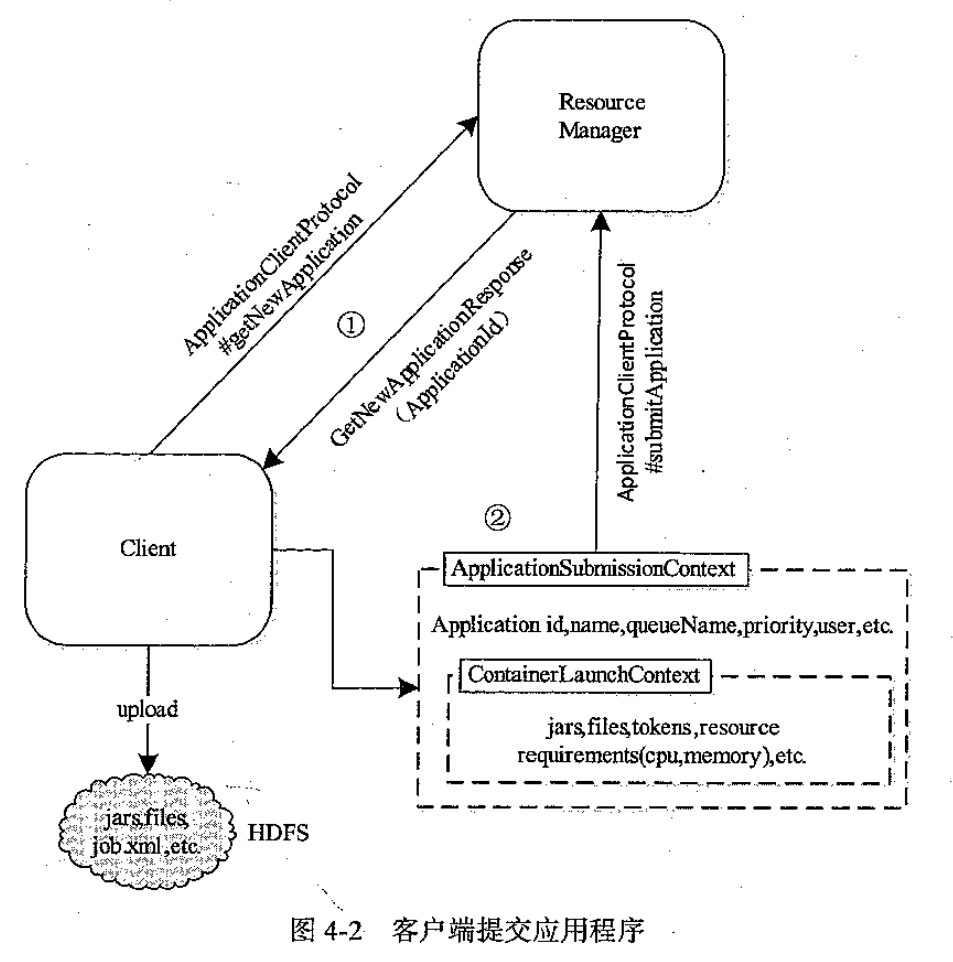 Resource
Manager
ApplicationClientProtocol
#getNewApplication
①
GetNewApplicationResponse
（ApplicationId）
ApplicationClientProtocol
#submitApplication
Client
②
ApplicationSubmissionContext
Application id,name,queueName,priority,user,etc.
ContainerLaunchContext
jars,files,tokens,resource
requirements(cpu,memory),etc.
upload
jars,files,
job.xml,etc.
HDFS
图 4-2 客户端提交应用程序